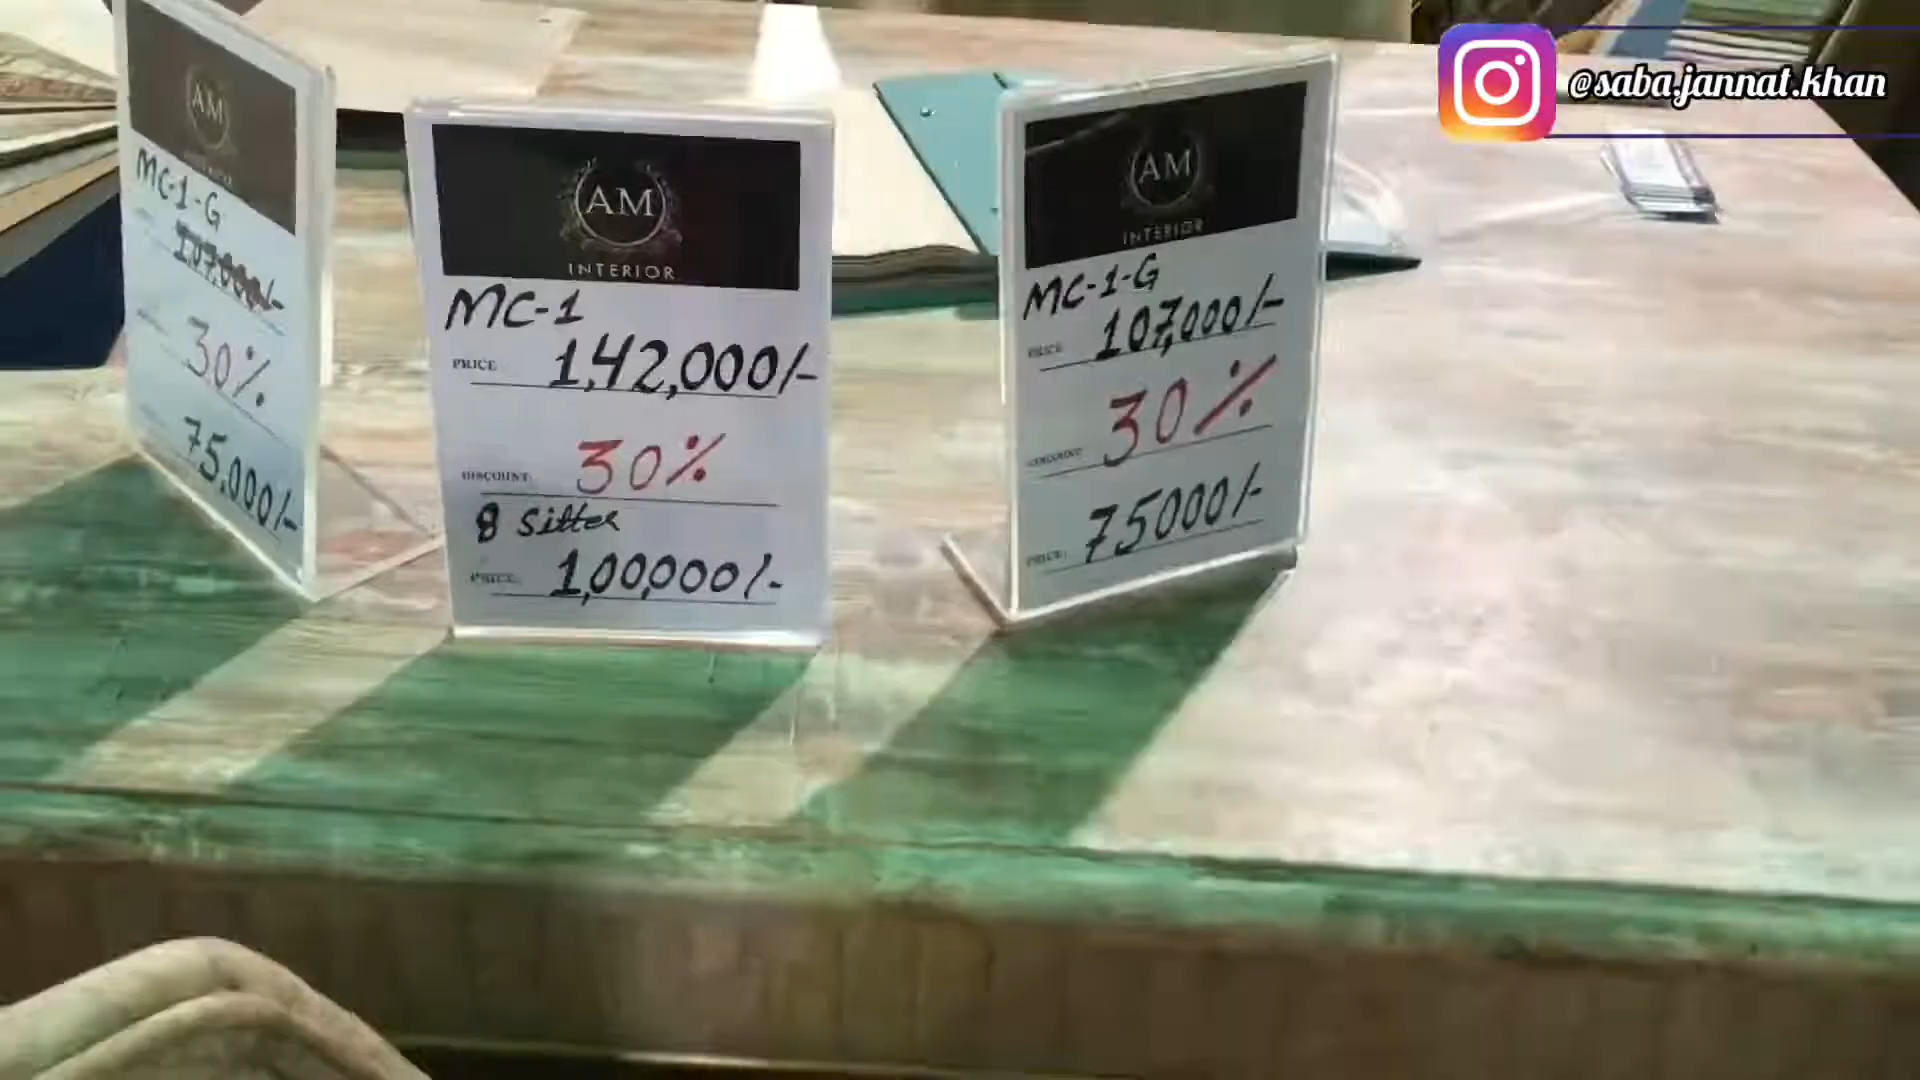 @saba.jannat.khan
AM
MC-1-G
107,000/-
30%
75,000/-
AM
INTERIOR
MC-1
PRICE: 1,42,000/-
DISCOUNT: 30%
8 Sitter
PRICE: 1,00,000/-
AM
INTERIOR
MC-1-G
PRICE: 107,000/-
DISCOUNT: 30%
PRICE: 75000/-